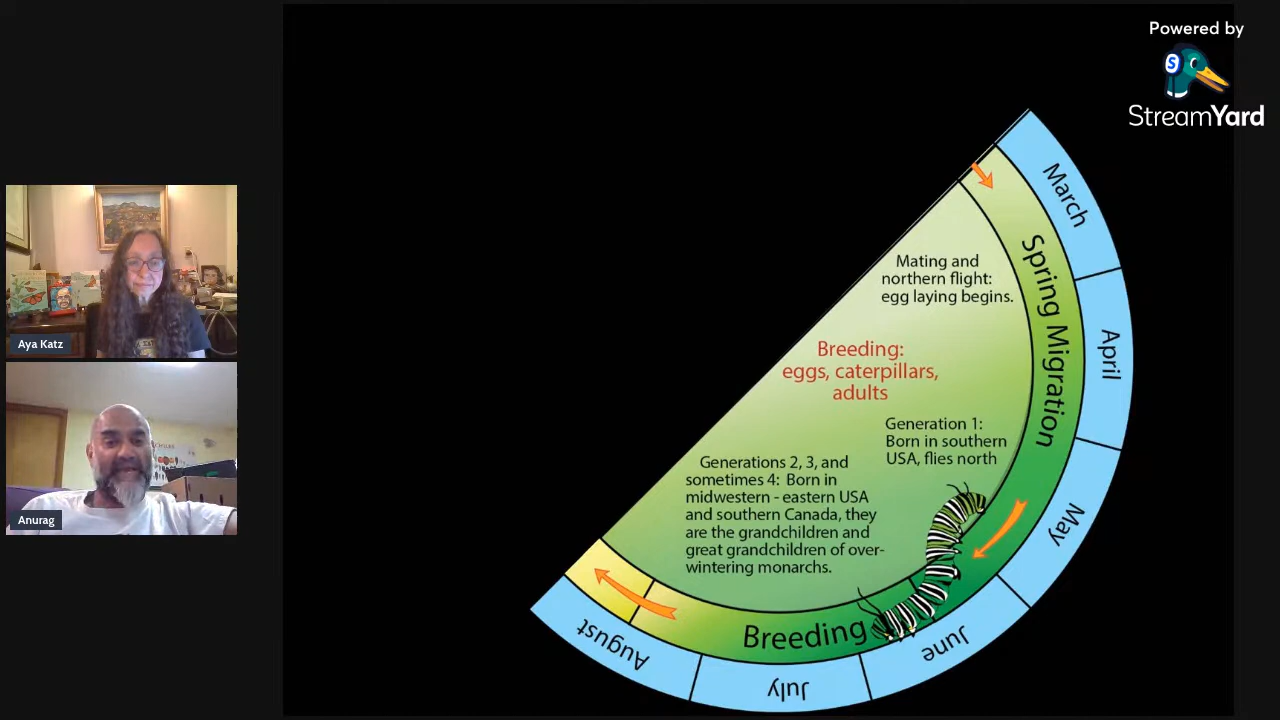 Powered by
StreamYard
March
April
May
June
July
August
Spring Migration
Breeding
Mating and
northern flight:
egg laying begins.
Breeding:
eggs, caterpillars,
adults
Generation 1:
Born in southern
USA, flies north
Generations 2, 3, and
sometimes 4: Born in
midwestern - eastern USA
and southern Canada, they
are the grandchildren and
great grandchildren of over-
wintering monarchs.
Aya Katz
Anurag